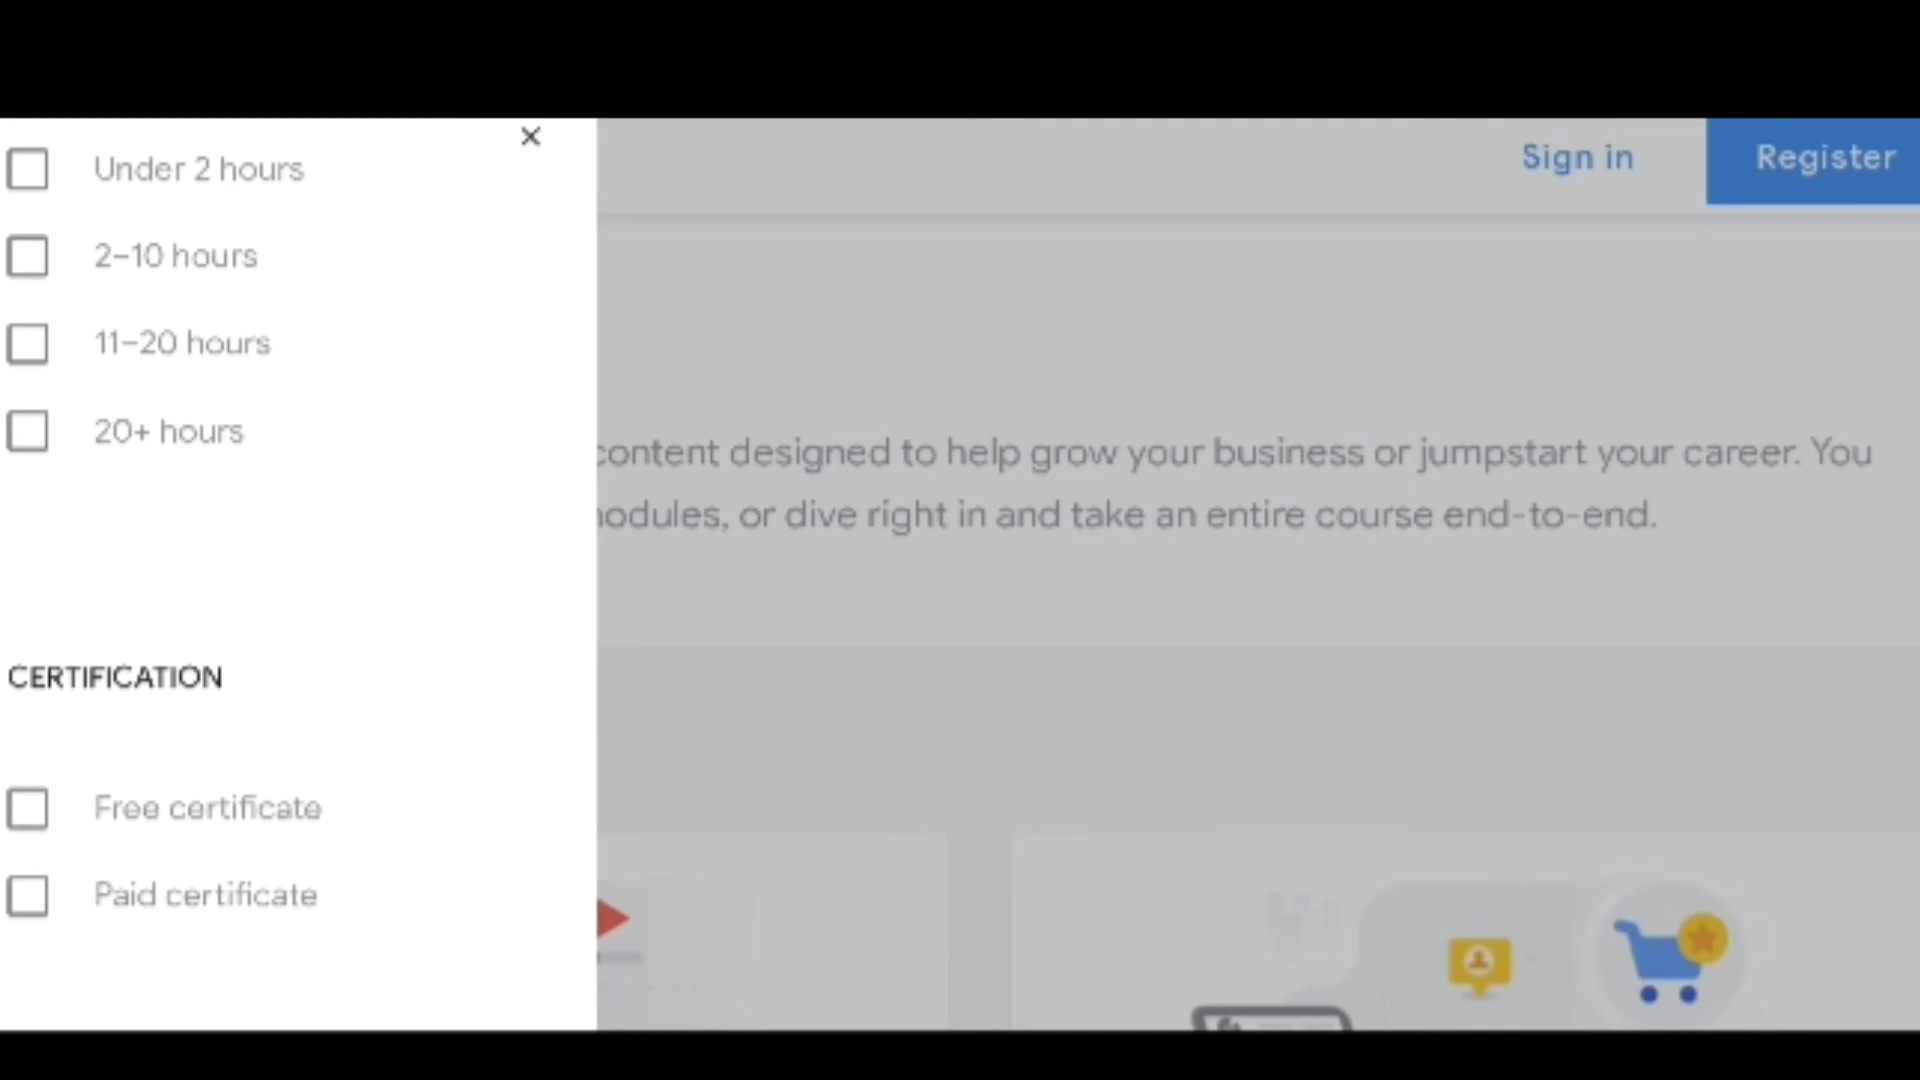 Under 2 hours
2–10 hours
11–20 hours
20+ hours
CERTIFICATION
Free certificate
Paid certificate
Sign in
Register
content designed to help grow your business or jumpstart your career. You
modules, or dive right in and take an entire course end-to-end.